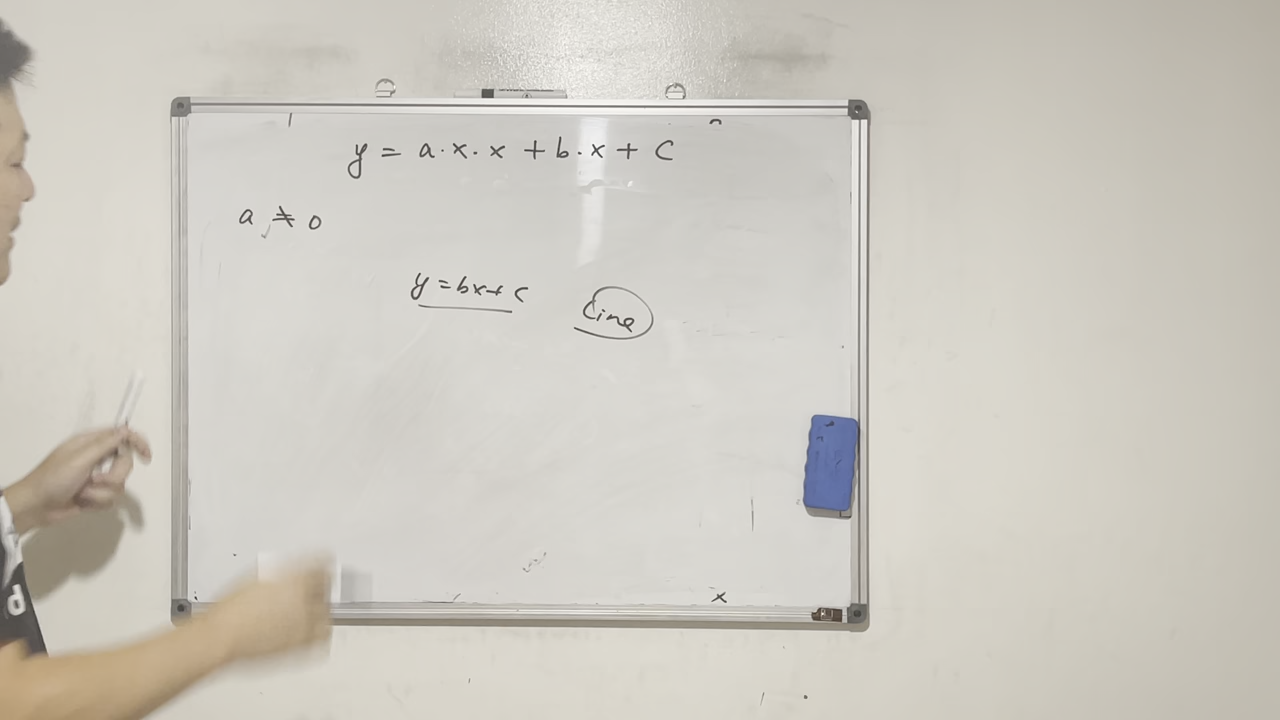 y = a·x·x + b·x + c
a ≠ 0
y = bx + c
Line
x
P